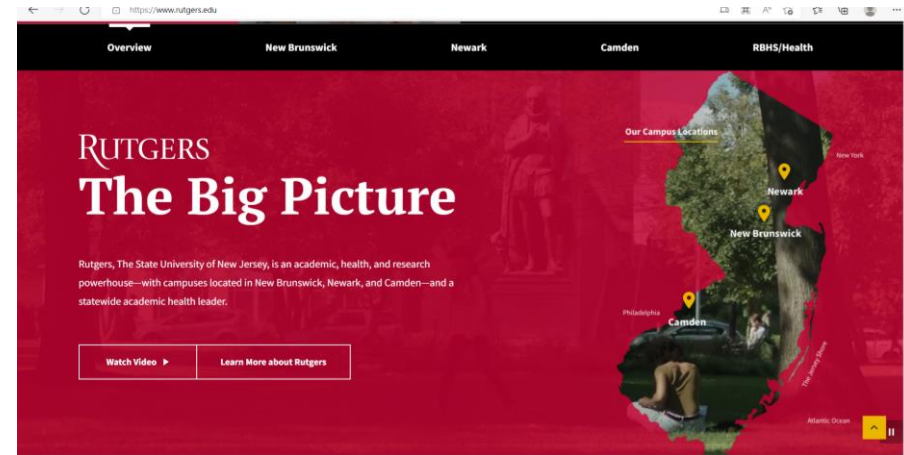 https://www.rutgers.edu
Overview New Brunswick Newark Camden RBHS/Health
RUTGERS
The Big Picture
Rutgers, The State University of New Jersey, is an academic, health, and research
powerhouse—with campuses located in New Brunswick, Newark, and Camden—and a
statewide academic health leader.
Watch Video Learn More about Rutgers
Our Campus Locations
New York
Newark
New Brunswick
Philadelphia
Camden
The Jersey Shore
Atlantic Ocean